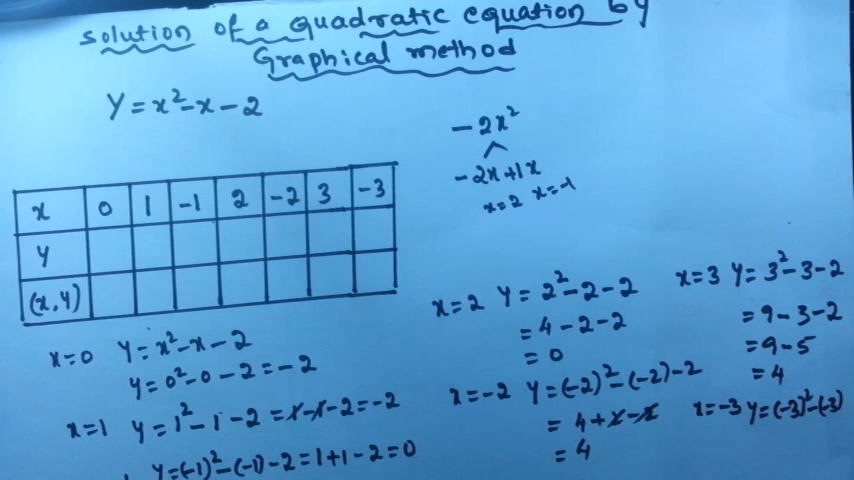 solution of a quadratic equation by
Graphical method
Y = x² - x - 2
- 2x²
- 2x + 1x
x = 2 x = -1
x 0 1 -1 2 -2 3 -3
y
(x, y)
x = 0 Y = x² - x - 2
y = 0² - 0 - 2 = - 2
x = 1 y = 1² - 1 - 2 = 1 - 1 - 2 = -2
y = (-1)² - (-1) - 2 = 1 + 1 - 2 = 0
x = 2 Y = 2² - 2 - 2
= 4 - 2 - 2
= 0
x = -2 Y = (-2)² - (-2) - 2
= 4 + 2 - 2
= 4
x = 3 Y = 3² - 3 - 2
= 9 - 3 - 2
= 9 - 5
= 4
x = -3 y = (-3)² - (-3)